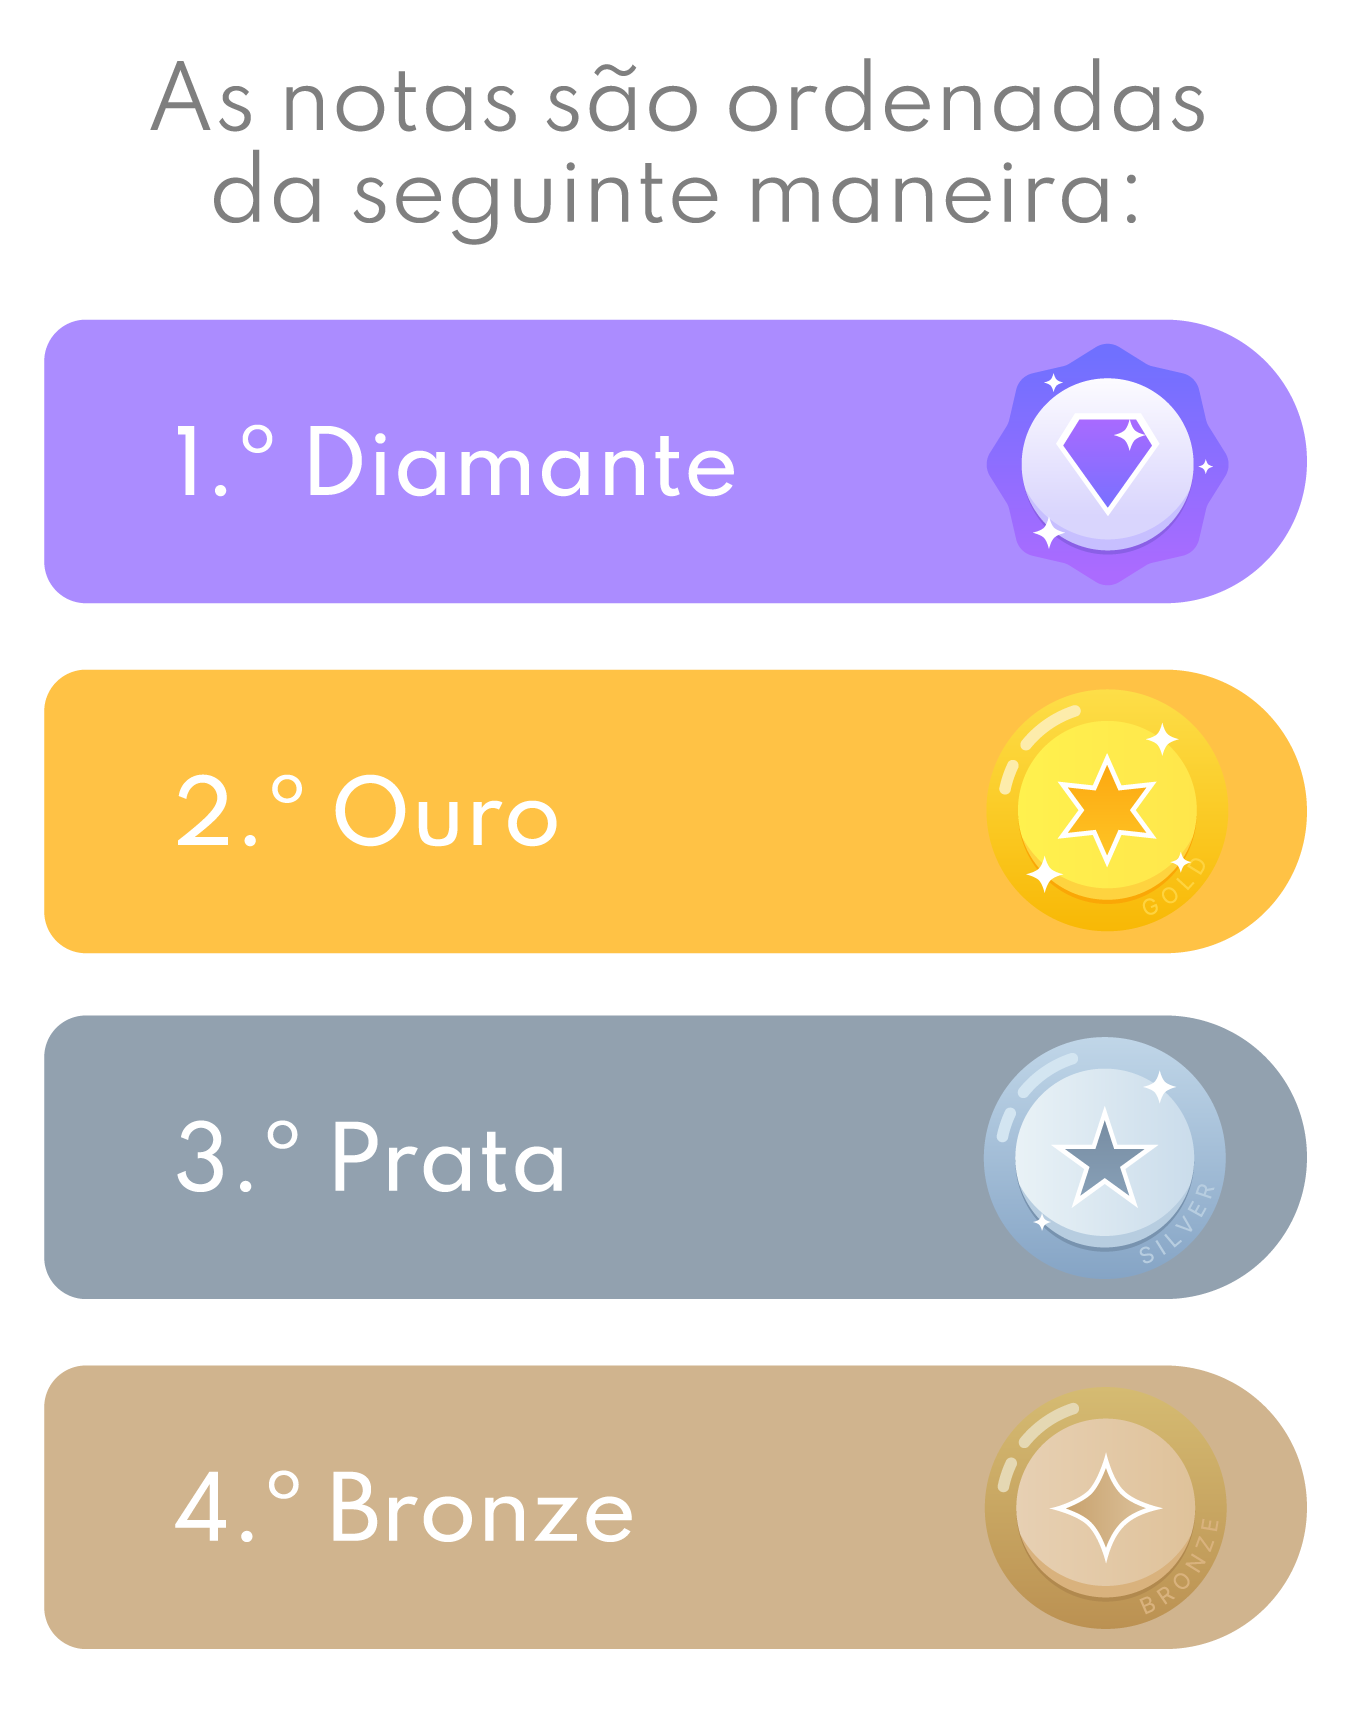 As notas são ordenadas
da seguinte maneira:
1.º Diamante
2.º Ouro
GOLD
3.º Prata
SILVER
4.º Bronze
BRONZE